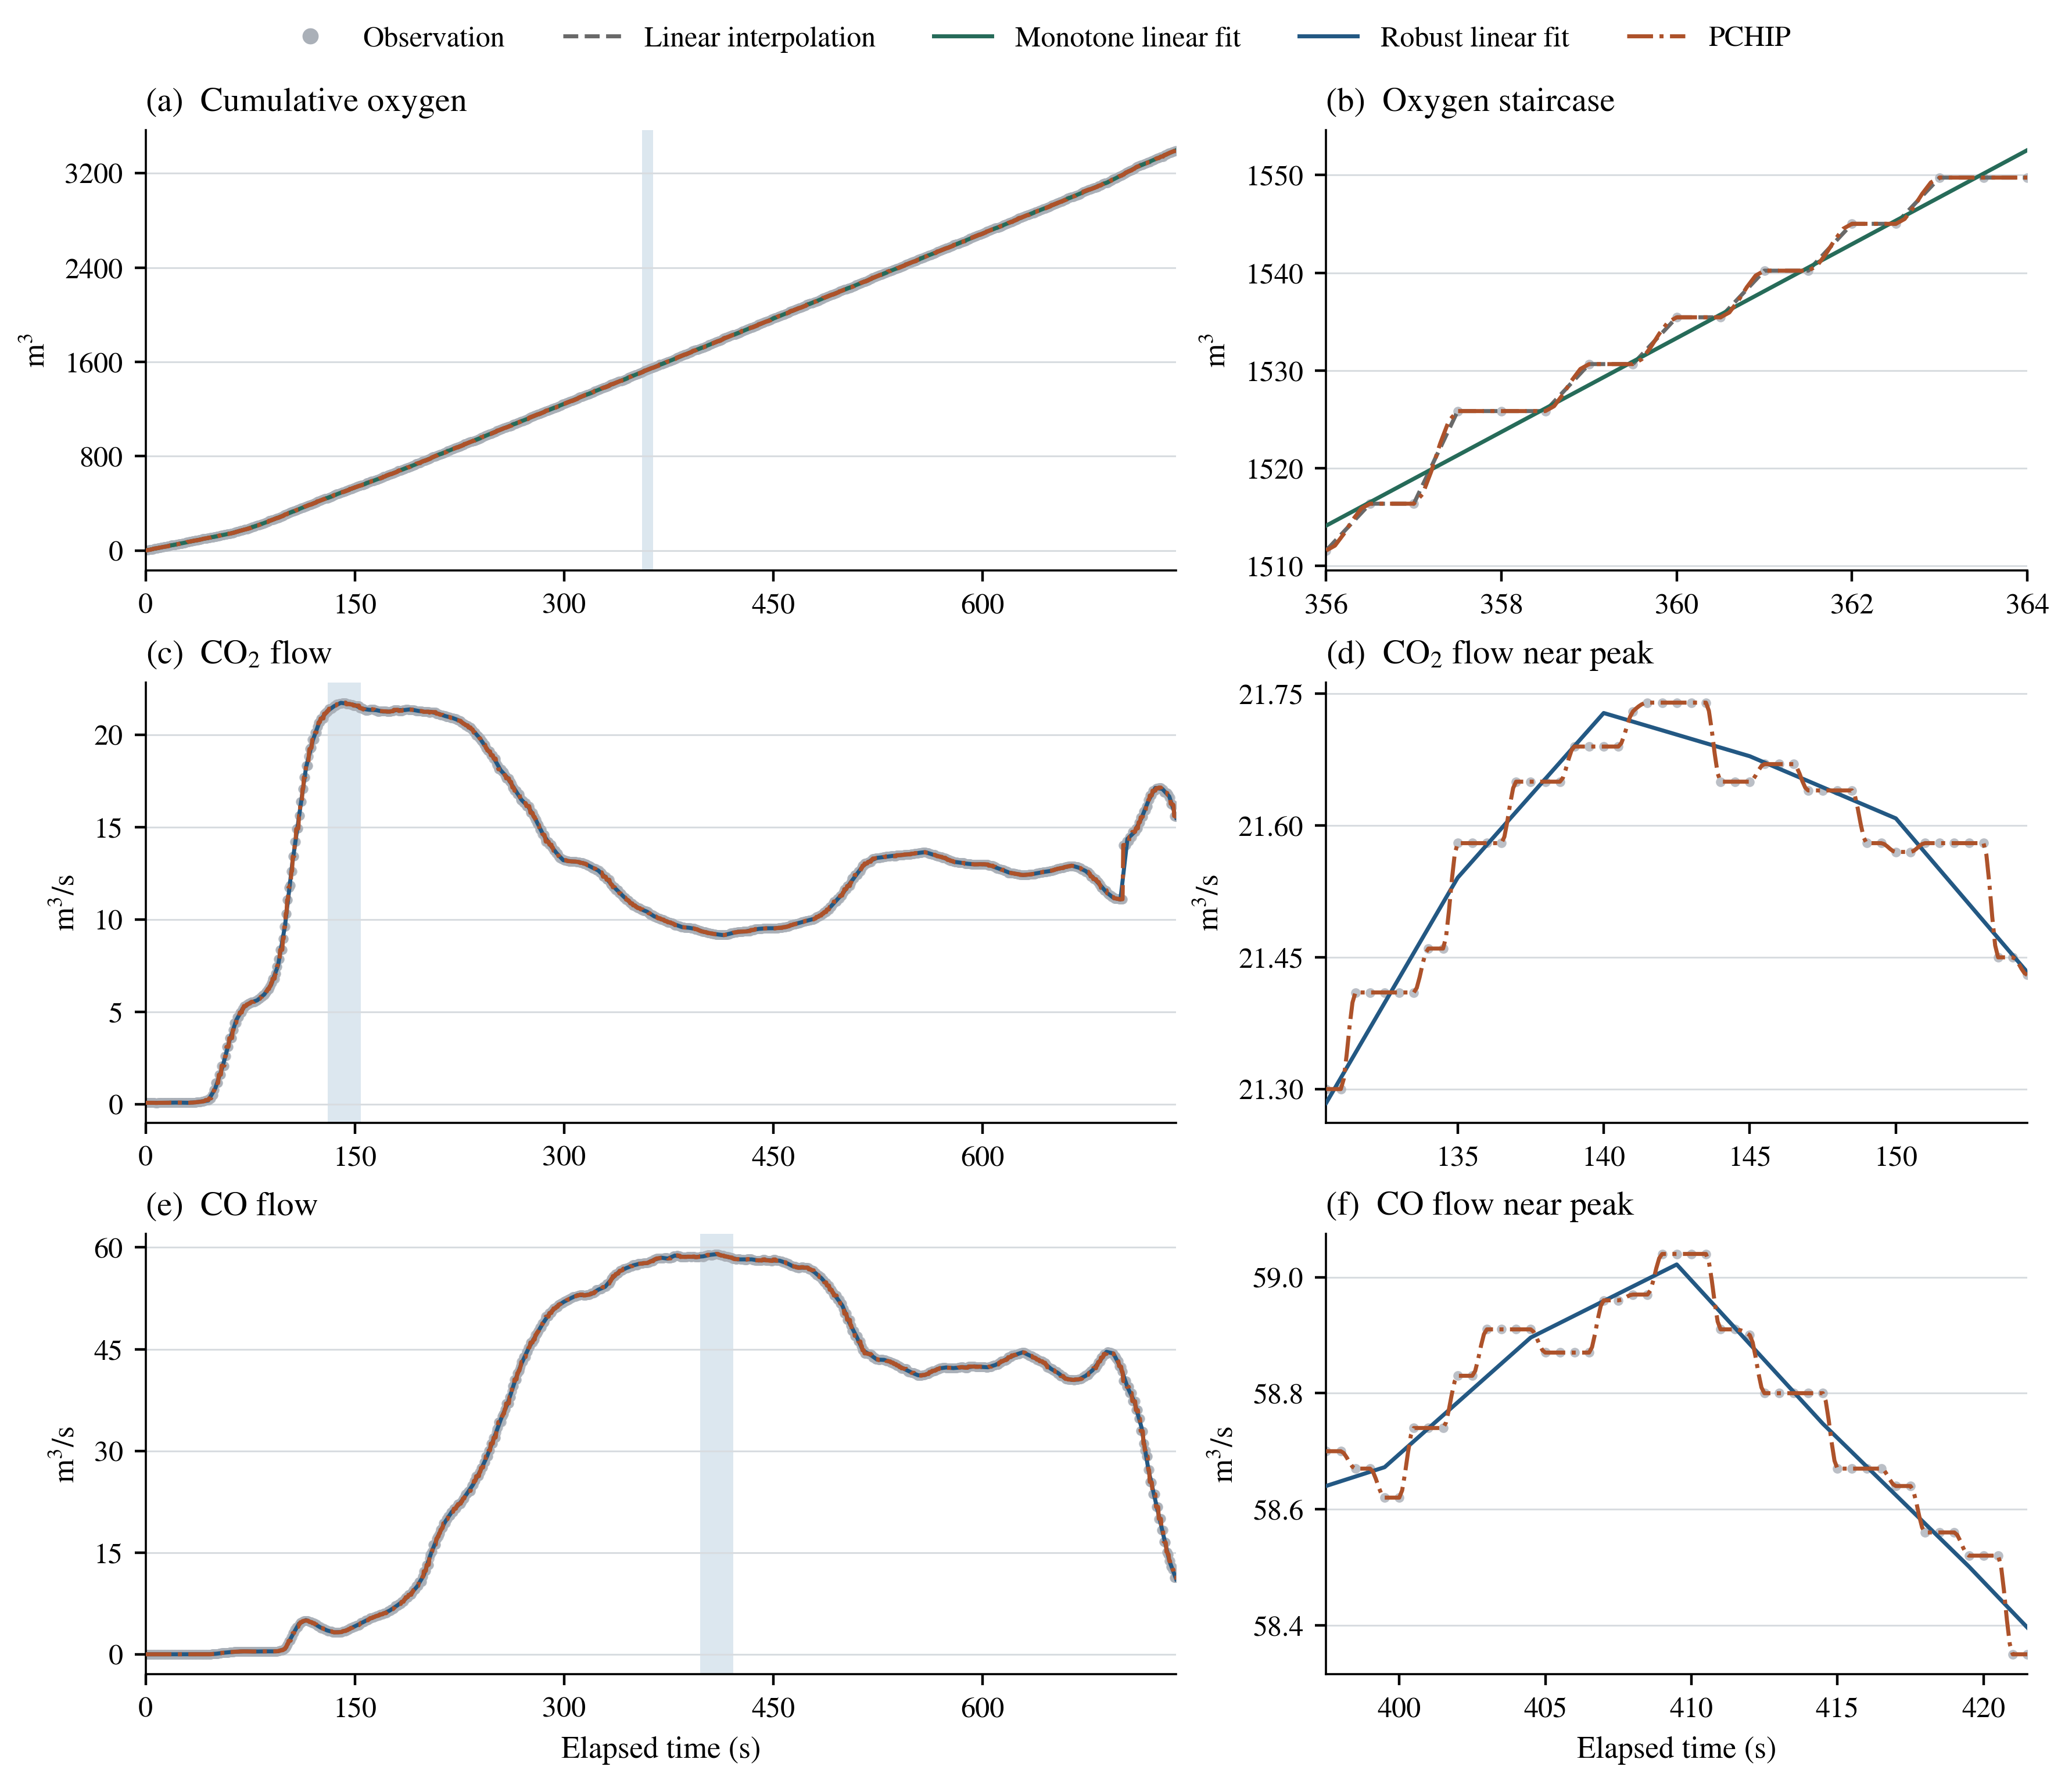 Observation Linear interpolation Monotone linear fit Robust linear fit PCHIP
(a) Cumulative oxygen
3200
2400
1600
800
0
m³
0 150 300 450 600
(b) Oxygen staircase
1550
1540
1530
1520
1510
m³
356 358 360 362 364
(c) CO₂ flow
20
15
10
5
0
m³/s
0 150 300 450 600
(d) CO₂ flow near peak
21.75
21.60
21.45
21.30
m³/s
135 140 145 150
(e) CO flow
60
45
30
15
0
m³/s
0 150 300 450 600
Elapsed time (s)
(f) CO flow near peak
59.0
58.8
58.6
58.4
m³/s
400 405 410 415 420
Elapsed time (s)